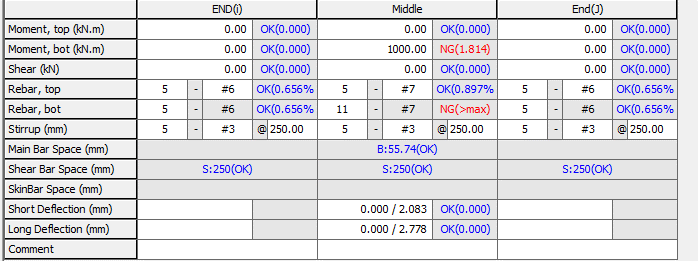 END(i) Middle End(J)
Moment, top (kN.m) 0.00 OK(0.000) 0.00 OK(0.000) 0.00 OK(0.000)
Moment, bot (kN.m) 0.00 OK(0.000) 1000.00 NG(1.814) 0.00 OK(0.000)
Shear (kN) 0.00 OK(0.000) 0.00 OK(0.000) 0.00 OK(0.000)
Rebar, top 5 - #6 OK(0.656% 5 - #7 OK(0.897% 5 - #6 OK(0.656%
Rebar, bot 5 - #6 OK(0.656% 11 - #7 NG(>max) 5 - #6 OK(0.656%
Stirrup (mm) 5 - #3 @ 250.00 5 - #3 @ 250.00 5 - #3 @ 250.00
Main Bar Space (mm) B:55.74(OK)
Shear Bar Space (mm) S:250(OK) S:250(OK) S:250(OK)
SkinBar Space (mm)
Short Deflection (mm) 0.000 / 2.083 OK(0.000)
Long Deflection (mm) 0.000 / 2.778 OK(0.000)
Comment